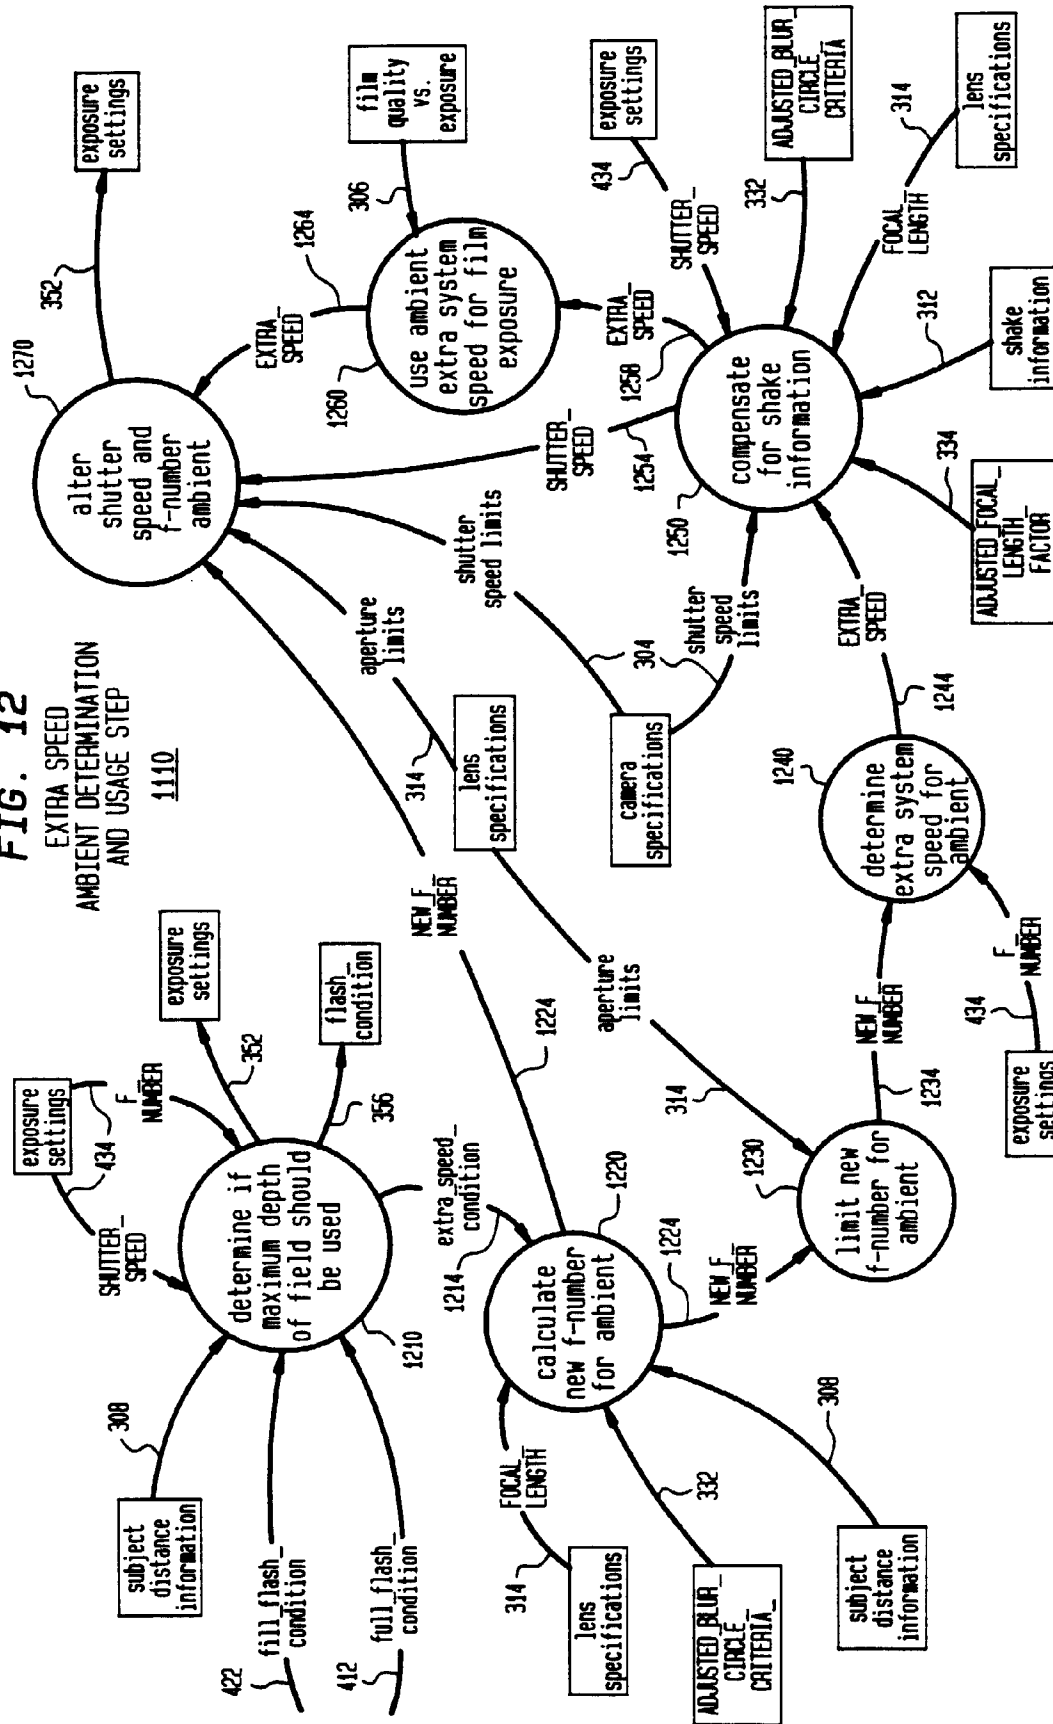 FIG. 12
EXTRA SPEED
AMBIENT DETERMINATION
AND USAGE STEP
1110
exposure
settings
434
434
SHUTTER_
SPEED
F_
NUMBER
subject
distance
information
308
fill_flash_
condition
422
full_flash_
condition
412
determine if
maximum depth
of field should
be used
1210
352
exposure
settings
356
flash_
condition
extra speed_
condition
1214
calculate
new f-number
for ambient
1220
FOCAL_
LENGTH
314
lens
specifications
332
ADJUSTED_BLUR_
CIRCLE_
CRITERIA_
308
subject
distance
information
1224
NEW_F_
NUMBER
1224
NEW_F_
NUMBER
limit new
f-number for
ambient
1230
314
aperture
limits
lens
specifications
314
aperture
limits
1234
NEW_F_
NUMBER
determine
extra system
speed for
ambient
1240
F_
NUMBER
434
exposure
settings
1244
EXTRA_
SPEED
camera
specifications
304
shutter
speed limits
shutter
speed
limits
compensate
for shake
information
1250
334
ADJUSTED_FOCAL_
LENGTH_
FACTOR
312
shake
information
FOCAL_
LENGTH
314
lens
specifications
332
ADJUSTED_BLUR_
CIRCLE_
CRITERIA
SHUTTER_
SPEED
434
exposure
settings
1254
SHUTTER_
SPEED
1258
EXTRA_
SPEED
use ambient
extra system
speed for film
exposure
1260
306
film
quality
vs.
exposure
1264
EXTRA_
SPEED
alter
shutter
speed and
f-number
ambient
1270
352
exposure
settings